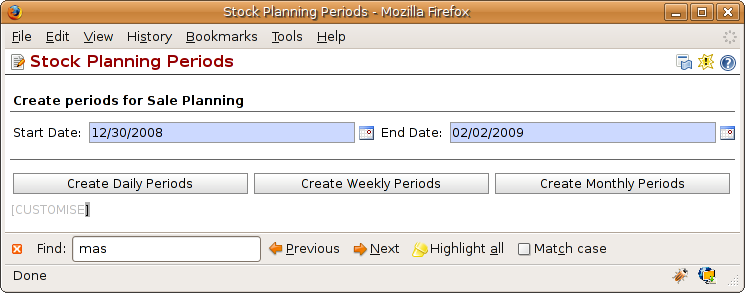 Stock Planning Periods - Mozilla Firefox
File Edit View History Bookmarks Tools Help
Stock Planning Periods
Create periods for Sale Planning
Start Date: 12/30/2008 End Date: 02/02/2009
Create Daily Periods Create Weekly Periods Create Monthly Periods
[CUSTOMISE]
Find: mas Previous Next Highlight all Match case
Done